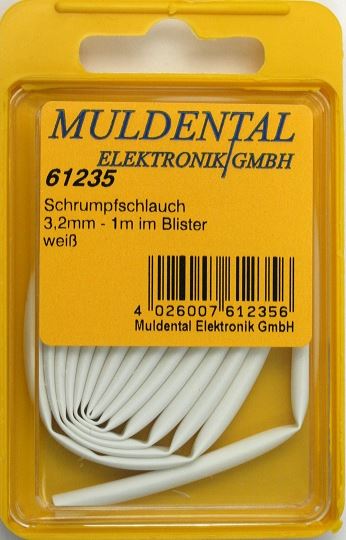 MULDENTAL
ELEKTRONIK GMBH
61235
Schrumpfschlauch
3,2mm - 1m im Blister
weiß
4 026007 612356
Muldental Elektronik GmbH